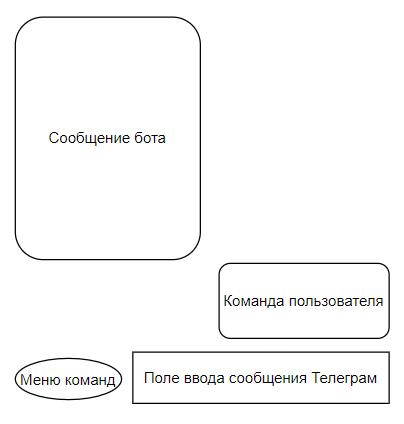 Сообщение бота
Команда пользователя
Меню команд
Поле ввода сообщения Телеграм